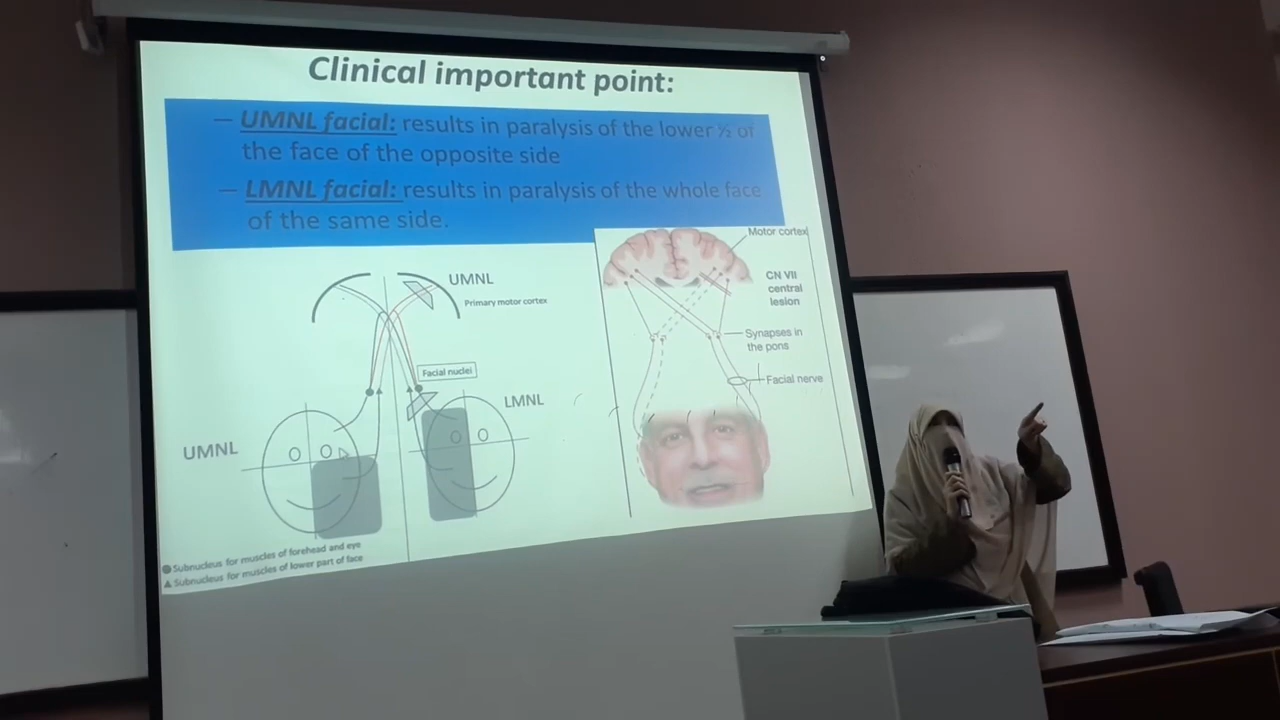 Clinical important point:
– UMNL facial: results in paralysis of the lower ½ of
the face of the opposite side
– LMNL facial: results in paralysis of the whole face
of the same side.
UMNL
Primary motor cortex
Facial nuclei
LMNL
UMNL
Subnucleus for muscles of forehead and eye
Subnucleus for muscles of lower part of face
Motor cortex
CN VII
central
lesion
Synapses in
the pons
Facial nerve